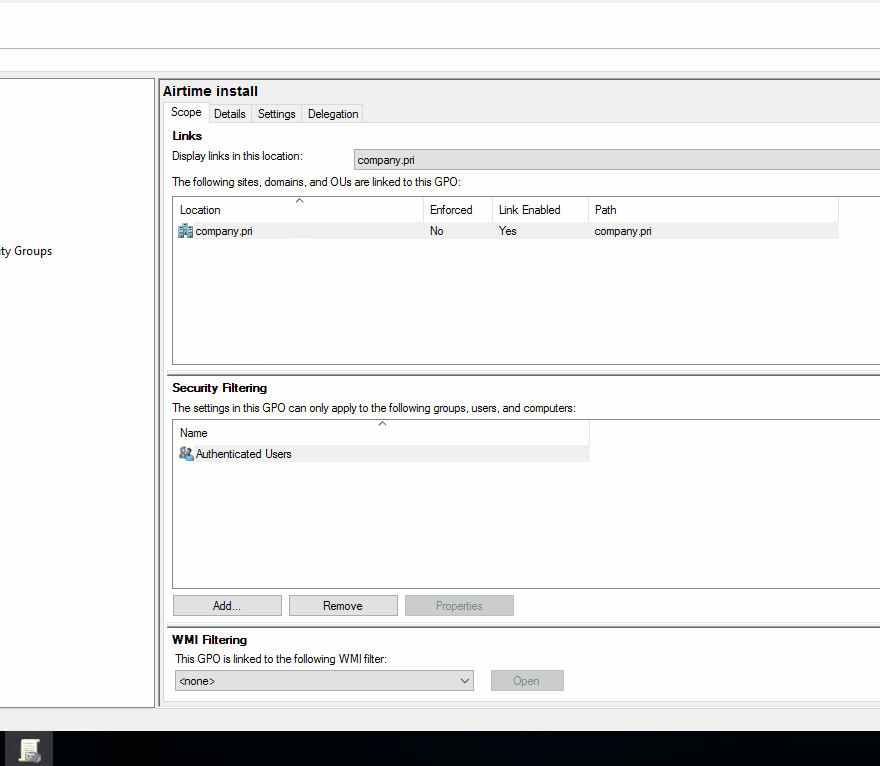 Airtime install
Scope Details Settings Delegation
Links
Display links in this location: company.pri
The following sites, domains, and OUs are linked to this GPO:
Location Enforced Link Enabled Path
company.pri No Yes company.pri
ity Groups
Security Filtering
The settings in this GPO can only apply to the following groups, users, and computers:
Name
Authenticated Users
Add... Remove Properties
WMI Filtering
This GPO is linked to the following WMI filter:
<none> Open